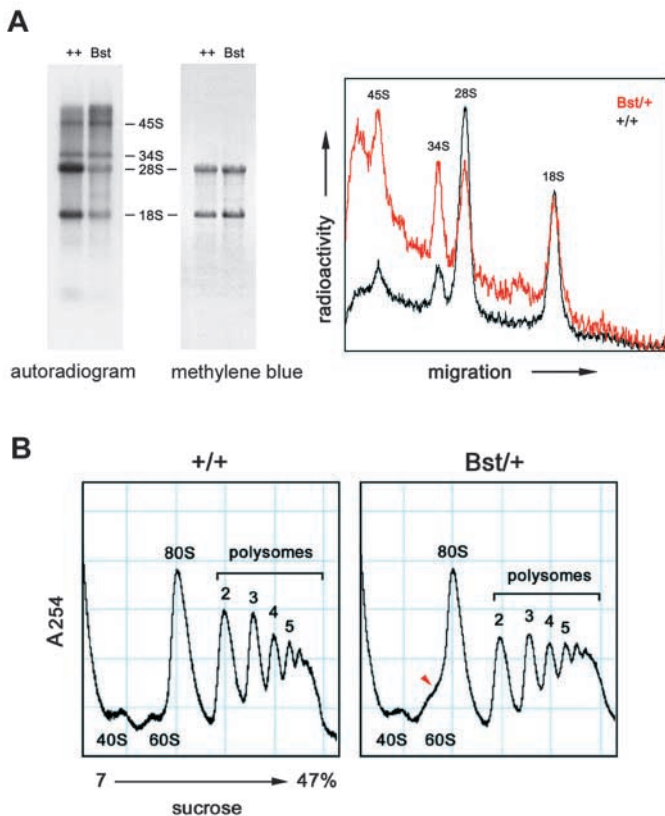 A
++ Bst
++ Bst
45S
34S
28S
18S
autoradiogram
methylene blue
45S
34S
28S
18S
Bst/+
+/+
radioactivity
migration
B
+/+
Bst/+
A254
80S
polysomes
2
3
4
5
40S
60S
80S
polysomes
2
3
4
5
40S
60S
7
47%
sucrose